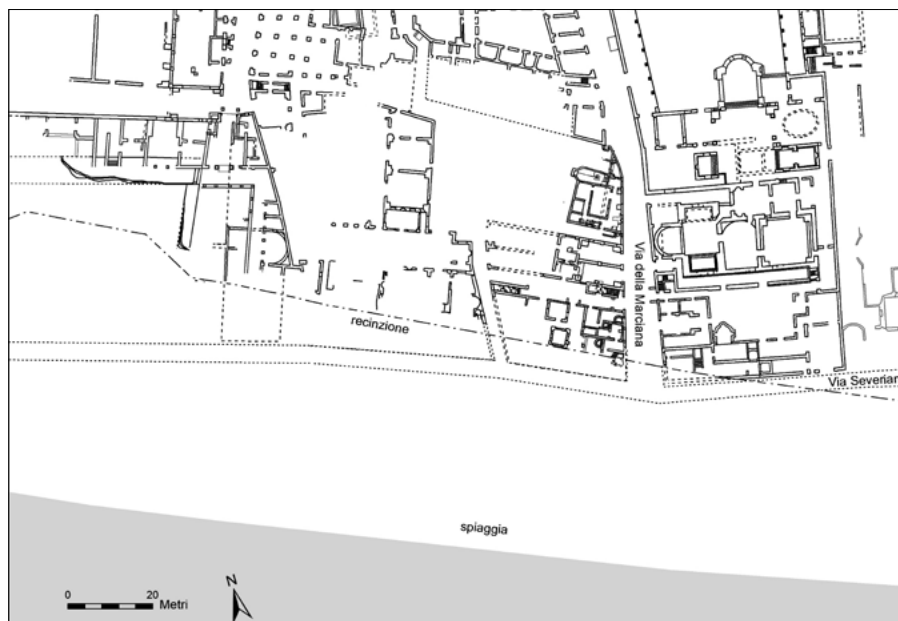 Via della Marciana
recinzione
Via Severian
spiaggia
N
0 20
Metri